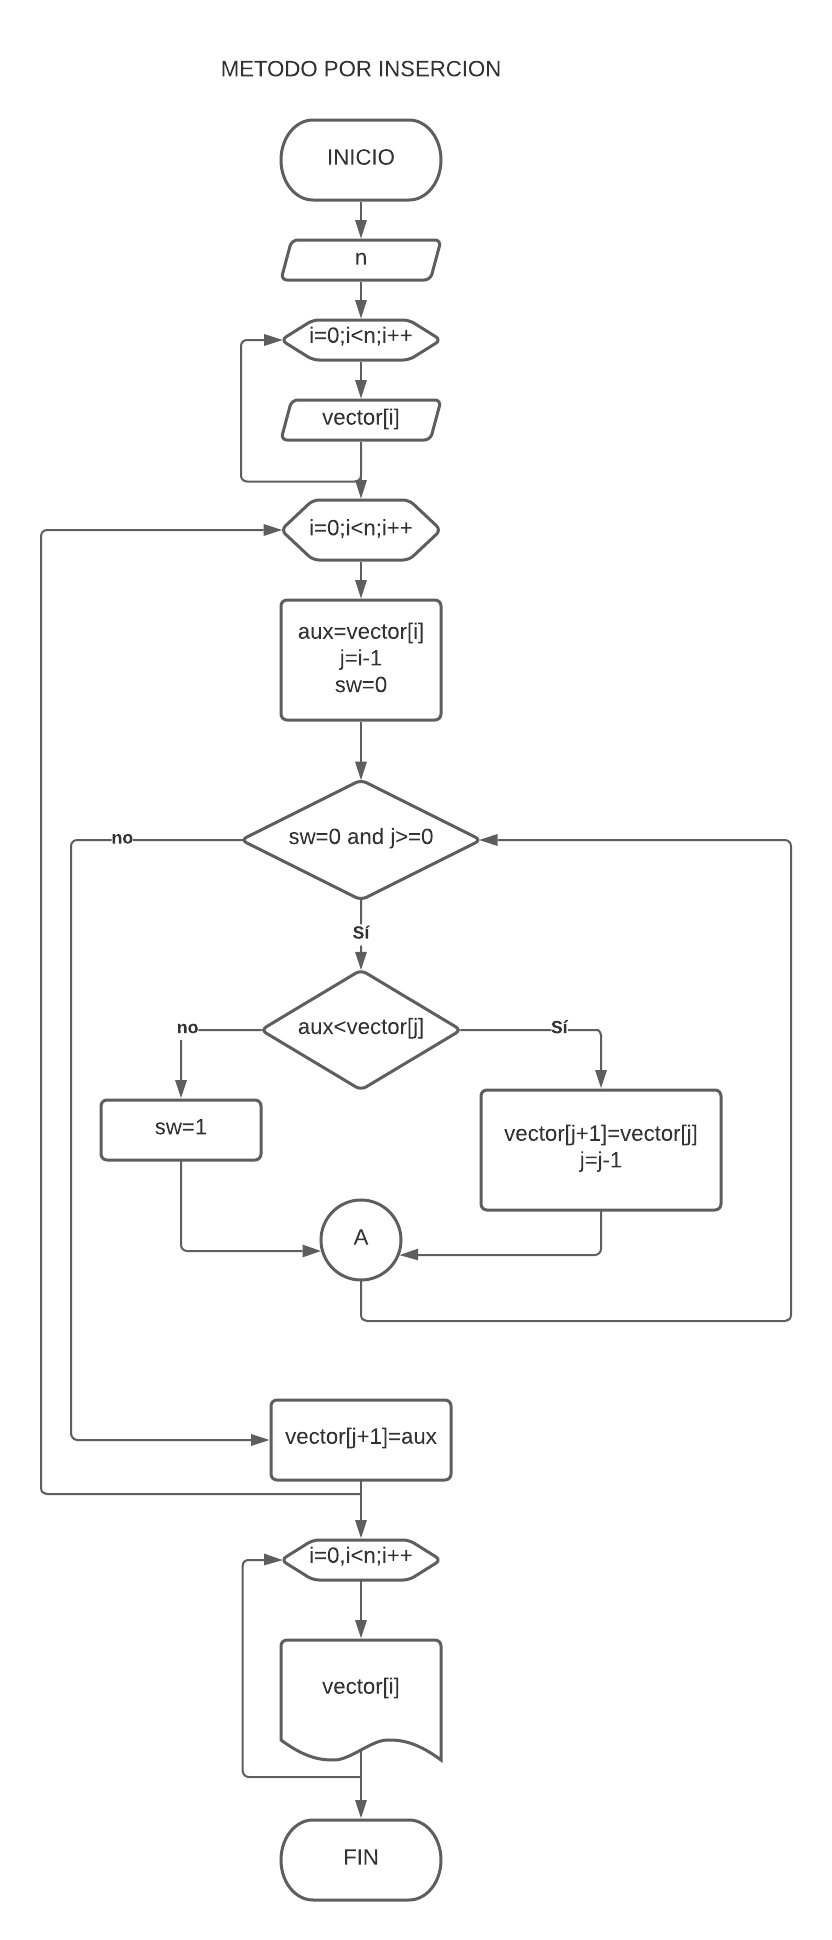 METODO POR INSERCION
INICIO
n
i=0;i<n;i++
vector[i]
i=0;i<n;i++
aux=vector[i]
j=i-1
sw=0
sw=0 and j>=0
no
Sí
aux<vector[j]
no
Sí
sw=1
vector[j+1]=vector[j]
j=j-1
A
vector[j+1]=aux
i=0,i<n;i++
vector[i]
FIN